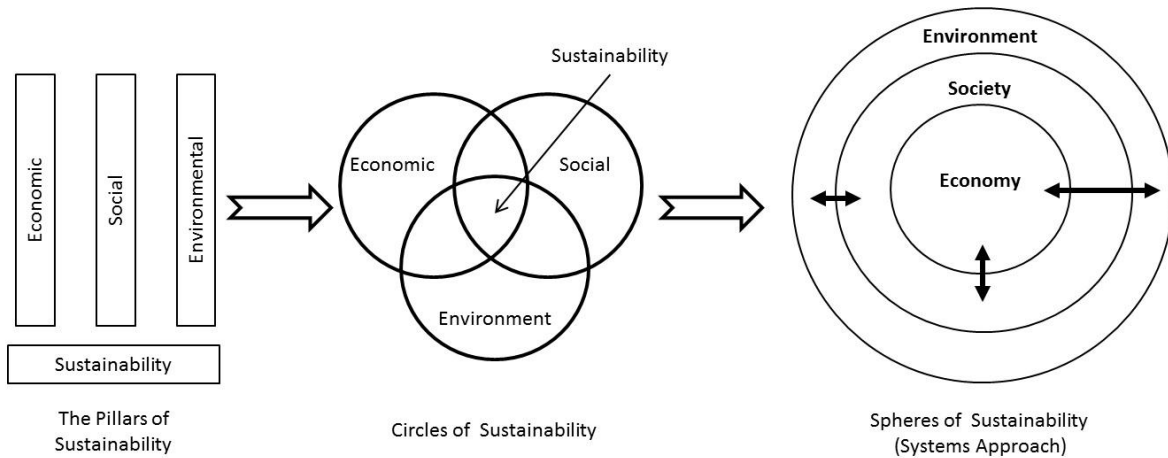 Economic
Social
Environmental
Sustainability
The Pillars of
Sustainability
Sustainability
Economic
Social
Environment
Circles of Sustainability
Environment
Society
Economy
Spheres of Sustainability
(Systems Approach)